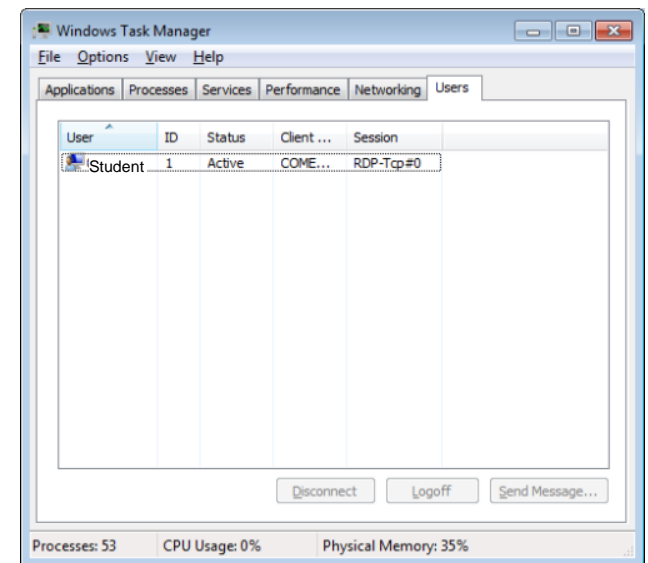 Windows Task Manager
File Options View Help
Applications Processes Services Performance Networking Users
User ID Status Client ... Session
Student 1 Active COME... RDP-Tcp#0
Disconnect Logoff Send Message...
Processes: 53 CPU Usage: 0% Physical Memory: 35%